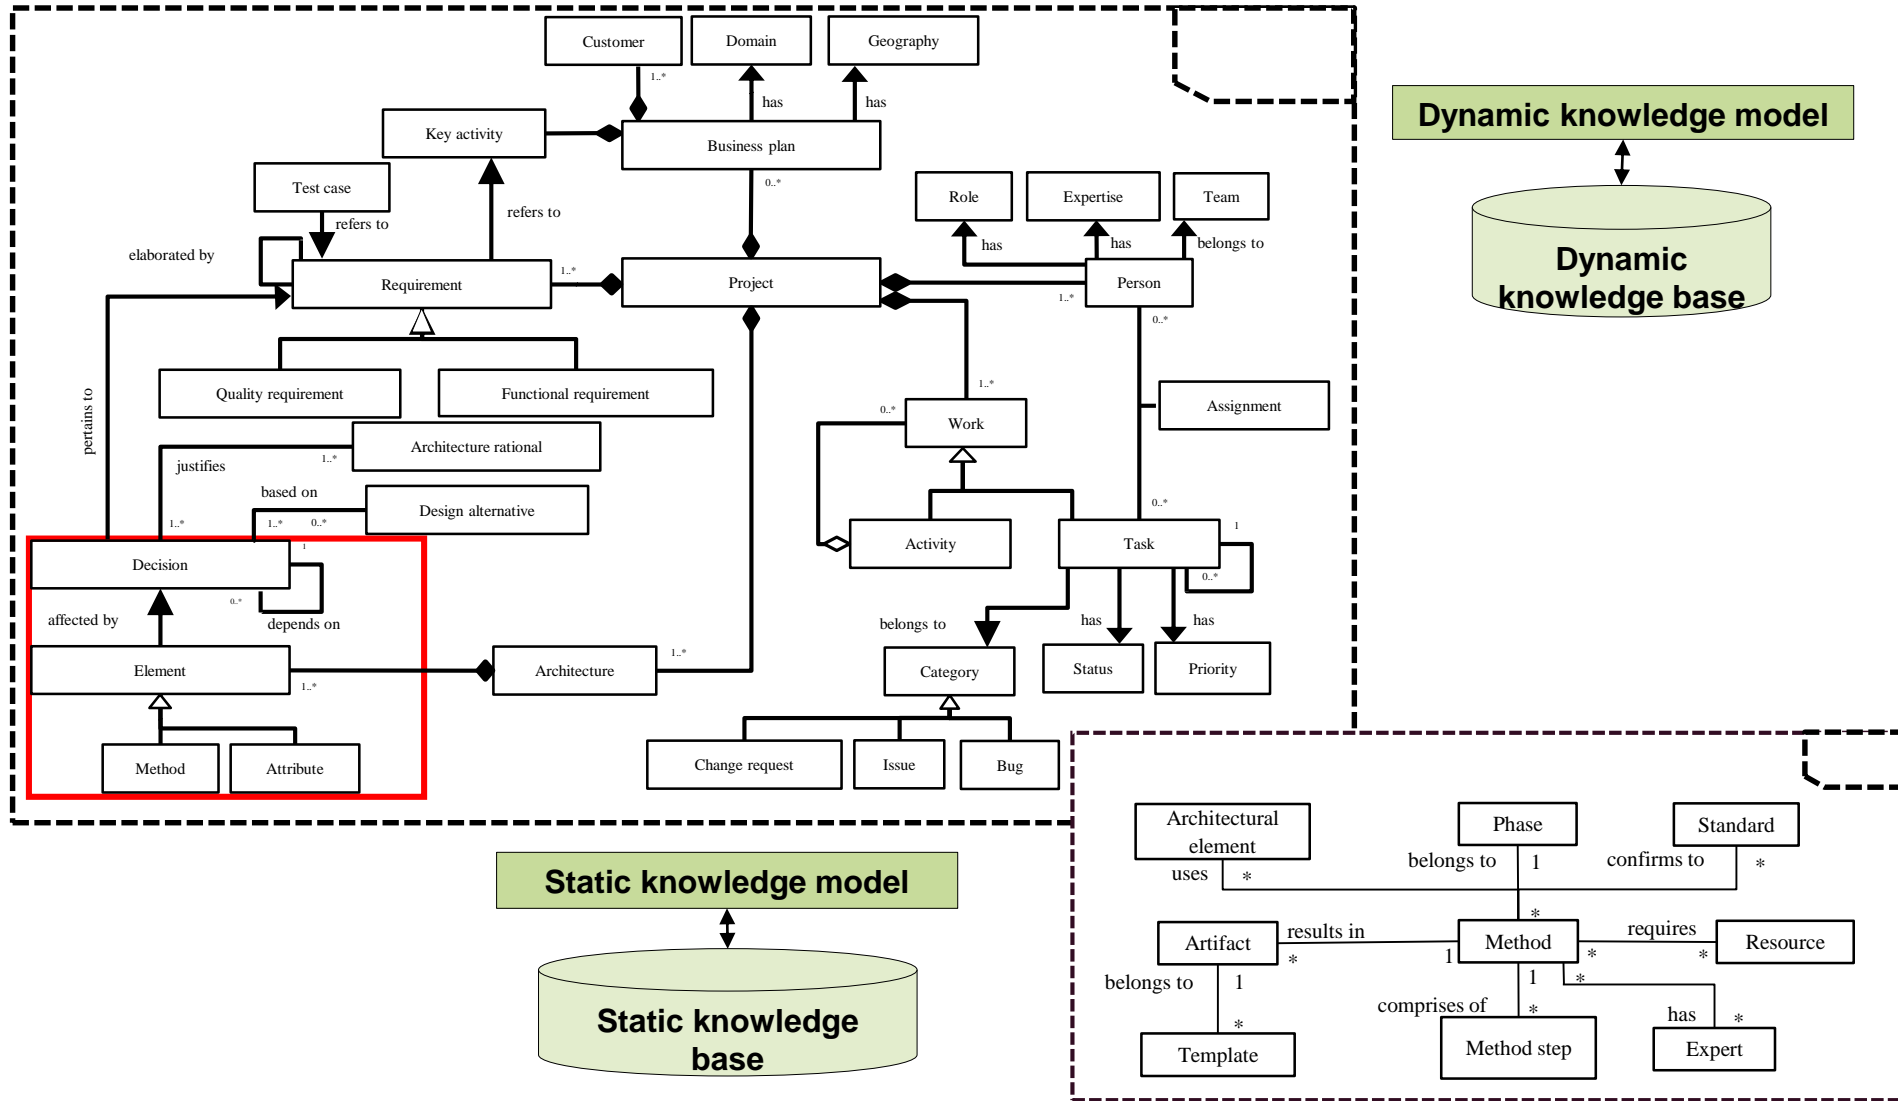 Customer
Domain
Geography
1..*
has
has
Key activity
Business plan
0..*
Test case
refers to
refers to
elaborated by
Requirement
1..*
Project
Role
Expertise
Team
has
has
belongs to
Person
1..*
0..*
Dynamic knowledge model
Dynamic
knowledge base
Quality requirement
Functional requirement
pertains to
Architecture rational
1..*
justifies
1..*
based on
1..*
0..*
Design alternative
1..*
0..*
Work
Assignment
0..*
Activity
Task
1
0..*
Decision
1
0..*
depends on
affected by
Element
1..*
Architecture
1..*
Method
Attribute
belongs to
has
has
Category
Status
Priority
Change request
Issue
Bug
Static knowledge model
Static knowledge
base
Architectural
element
Phase
Standard
uses
*
belongs to
1
confirms to
*
*
Artifact
results in
*
1
Method
requires
*
*
Resource
belongs to
1
*
Template
comprises of
1
*
Method step
*
has
*
Expert